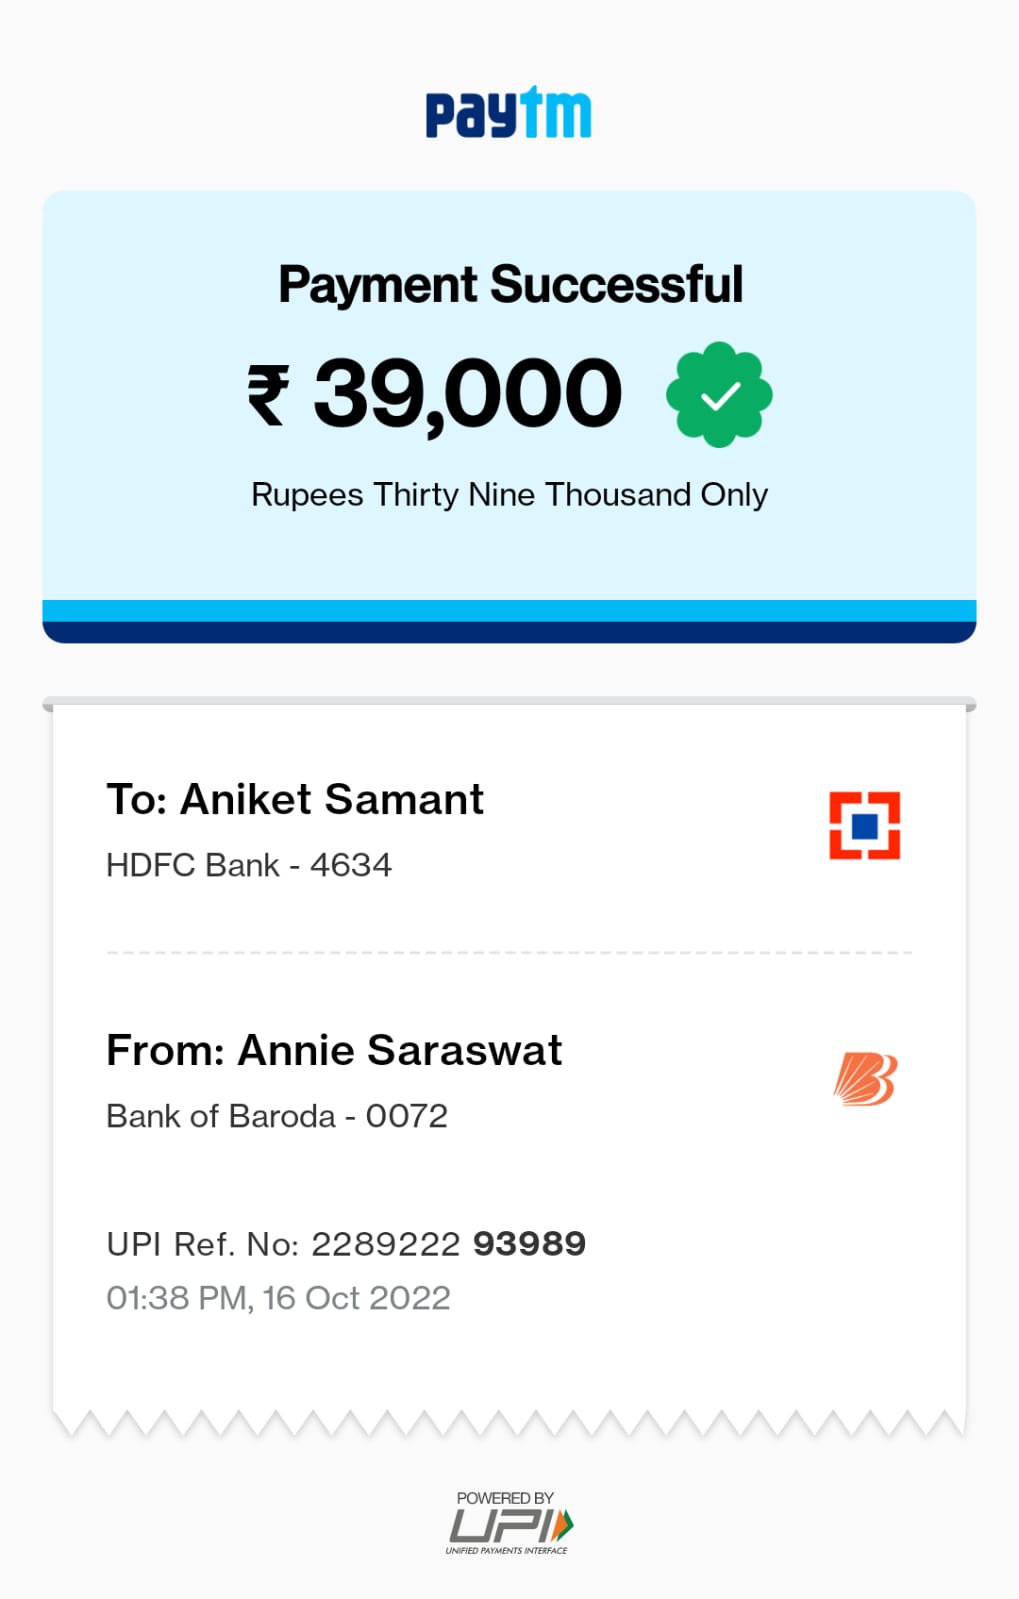 paytm
Payment Successful
₹ 39,000
Rupees Thirty Nine Thousand Only
To: Aniket Samant
HDFC Bank - 4634
From: Annie Saraswat
Bank of Baroda - 0072
UPI Ref. No: 2289222 93989
01:38 PM, 16 Oct 2022
POWERED BY
UPI
UNIFIED PAYMENTS INTERFACE